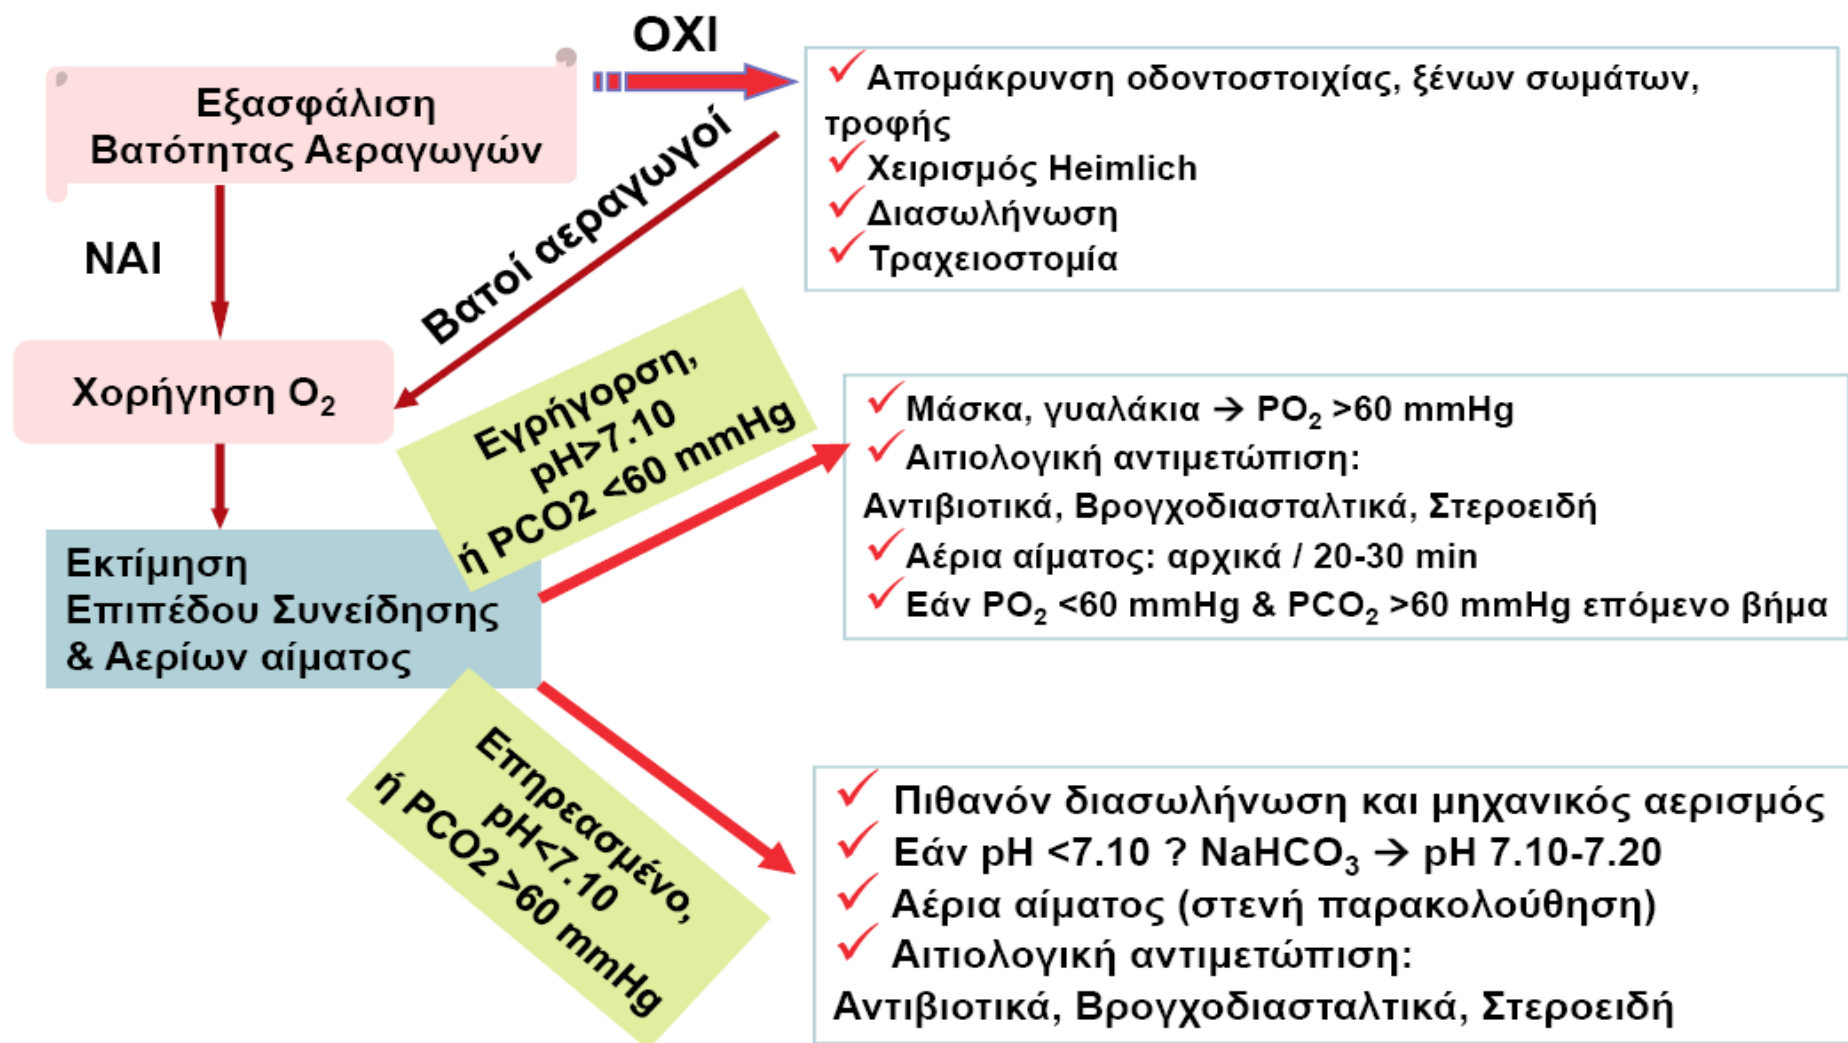 ΟΧΙ
Εξασφάλιση
Βατότητας Αεραγωγών
✓ Απομάκρυνση οδοντοστοιχίας, ξένων σωμάτων,
τροφής
✓ Χειρισμός Heimlich
✓ Διασωλήνωση
✓ Τραχειοστομία
ΝΑΙ
Βατοί αεραγωγοί
Χορήγηση O₂
Εγρήγορση,
pH>7.10
ή PCO2 <60 mmHg
✓ Μάσκα, γυαλάκια → PO₂ >60 mmHg
✓ Αιτιολογική αντιμετώπιση:
Αντιβιοτικά, Βρογχοδιασταλτικά, Στεροειδή
✓ Αέρια αίματος: αρχικά / 20-30 min
✓ Εάν PO₂ <60 mmHg & PCO₂ >60 mmHg επόμενο βήμα
Εκτίμηση
Επιπέδου Συνείδησης
& Αερίων αίματος
Επηρεασμένο,
pH<7.10
ή PCO2 >60 mmHg
✓ Πιθανόν διασωλήνωση και μηχανικός αερισμός
✓ Εάν pH <7.10 ? NaHCO₃ → pH 7.10-7.20
✓ Αέρια αίματος (στενή παρακολούθηση)
✓ Αιτιολογική αντιμετώπιση:
Αντιβιοτικά, Βρογχοδιασταλτικά, Στεροειδή